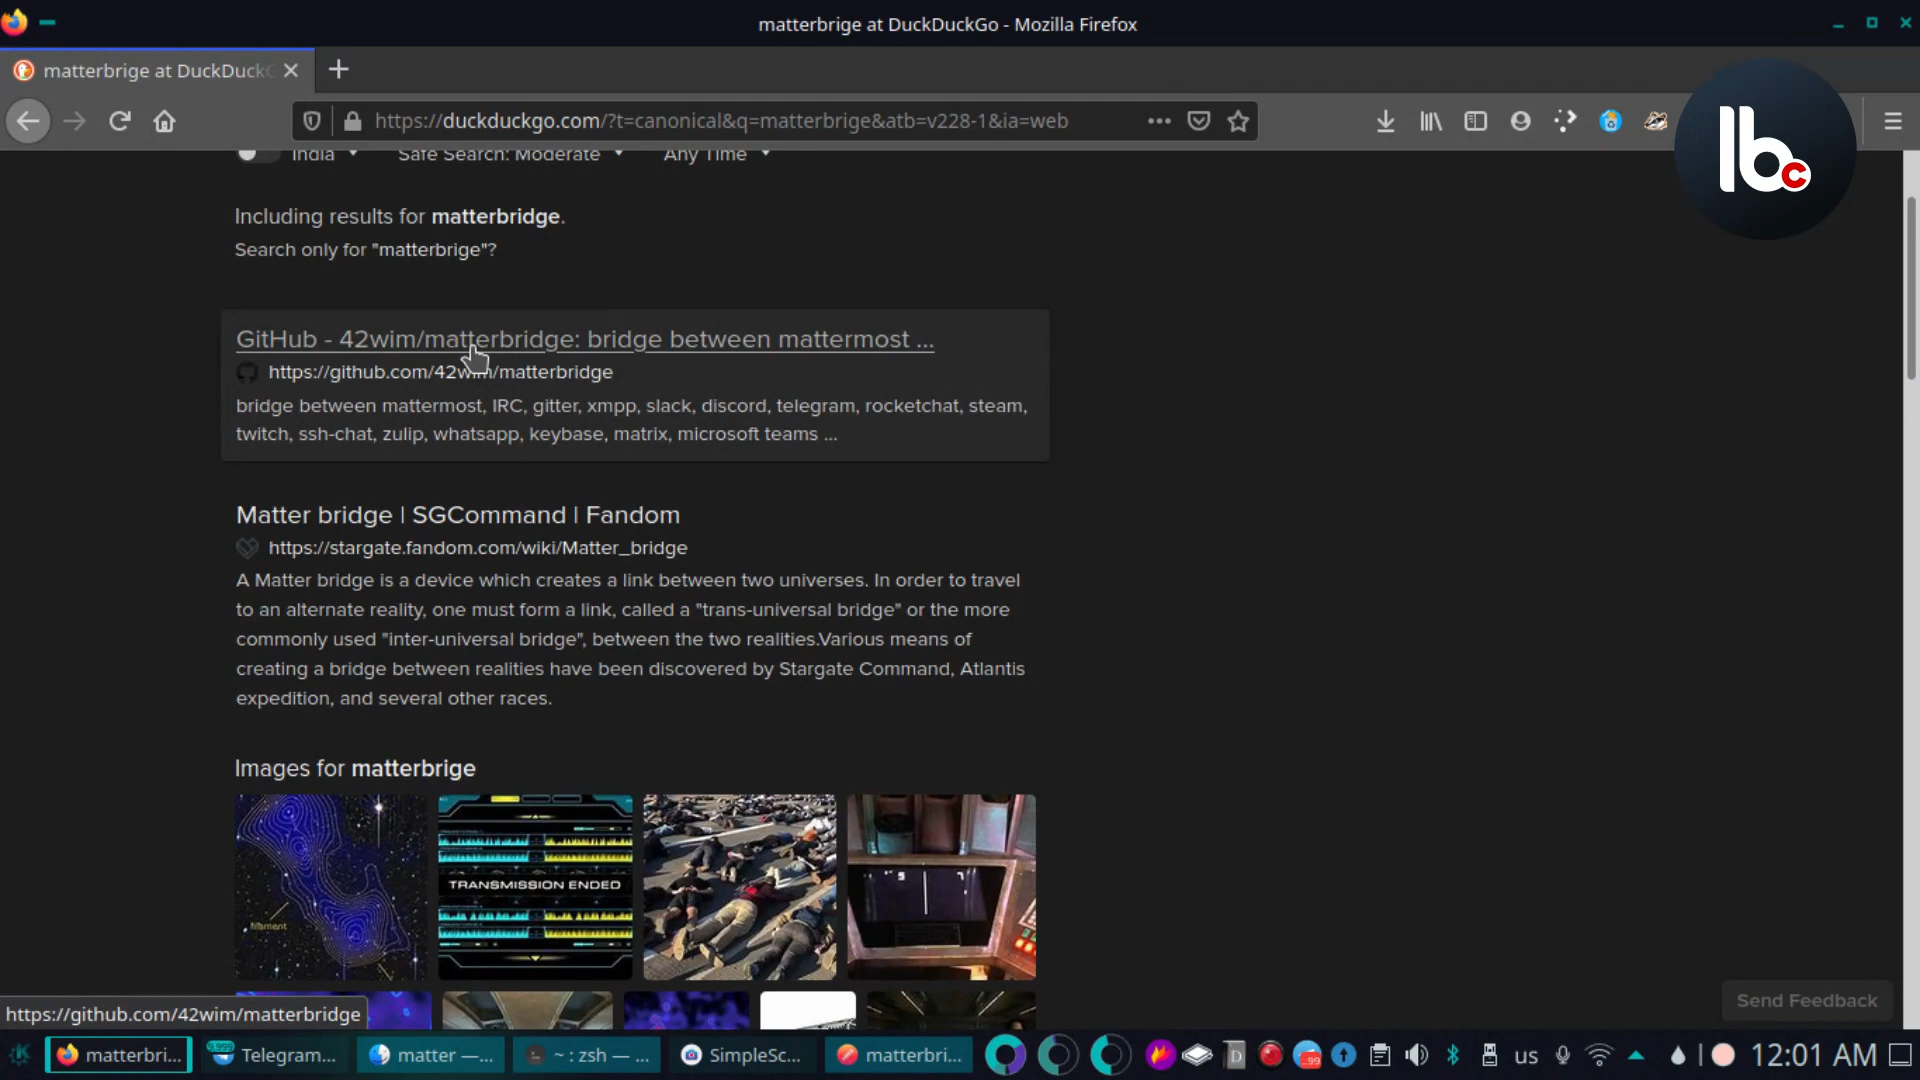 matterbrige at DuckDuckGo - Mozilla Firefox
matterbrige at DuckDuckG
https://duckduckgo.com/?t=canonical&q=matterbrige&atb=v228-1&ia=web
lbc
India
Safe Search: Moderate
Any Time
Including results for matterbridge.
Search only for "matterbrige"?
GitHub - 42wim/matterbridge: bridge between mattermost ...
https://github.com/42wim/matterbridge
bridge between mattermost, IRC, gitter, xmpp, slack, discord, telegram, rocketchat, steam,
twitch, ssh-chat, zulip, whatsapp, keybase, matrix, microsoft teams ...
Matter bridge | SGCommand | Fandom
https://stargate.fandom.com/wiki/Matter_bridge
A Matter bridge is a device which creates a link between two universes. In order to travel
to an alternate reality, one must form a link, called a "trans-universal bridge" or the more
commonly used "inter-universal bridge", between the two realities.Various means of
creating a bridge between realities have been discovered by Stargate Command, Atlantis
expedition, and several other races.
Images for matterbrige
filament
TRANSMISSION ENDED
Send Feedback
https://github.com/42wim/matterbridge
matterbri...
9,999
Telegram...
matter —...
~ : zsh — ...
SimpleSc...
matterbri...
D
.99
us
12:01 AM